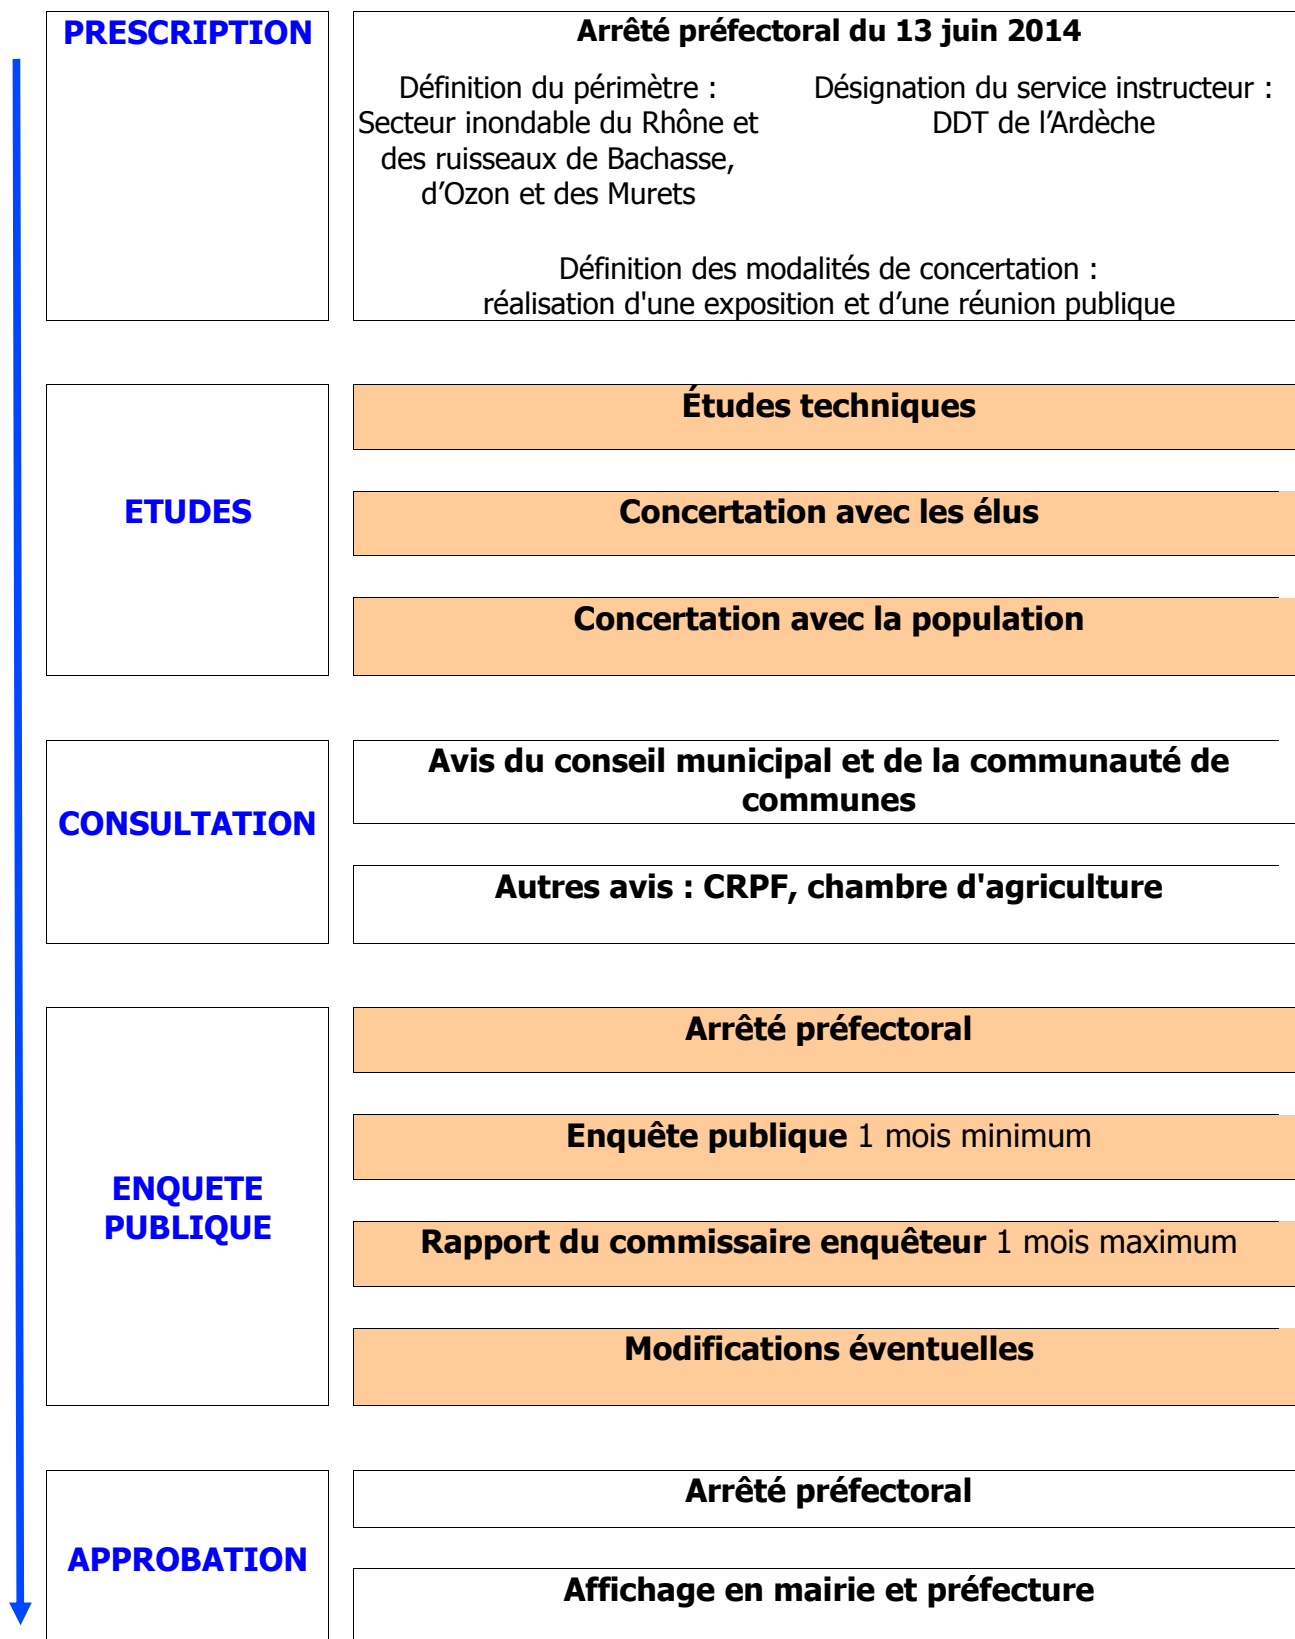 PRESCRIPTION
Arrêté préfectoral du 13 juin 2014
Définition du périmètre :
Secteur inondable du Rhône et
des ruisseaux de Bachasse,
d’Ozon et des Murets
Désignation du service instructeur :
DDT de l’Ardèche
Définition des modalités de concertation :
réalisation d'une exposition et d’une réunion publique
ETUDES
Études techniques
Concertation avec les élus
Concertation avec la population
CONSULTATION
Avis du conseil municipal et de la communauté de
communes
Autres avis : CRPF, chambre d'agriculture
ENQUETE
PUBLIQUE
Arrêté préfectoral
Enquête publique 1 mois minimum
Rapport du commissaire enquêteur 1 mois maximum
Modifications éventuelles
APPROBATION
Arrêté préfectoral
Affichage en mairie et préfecture